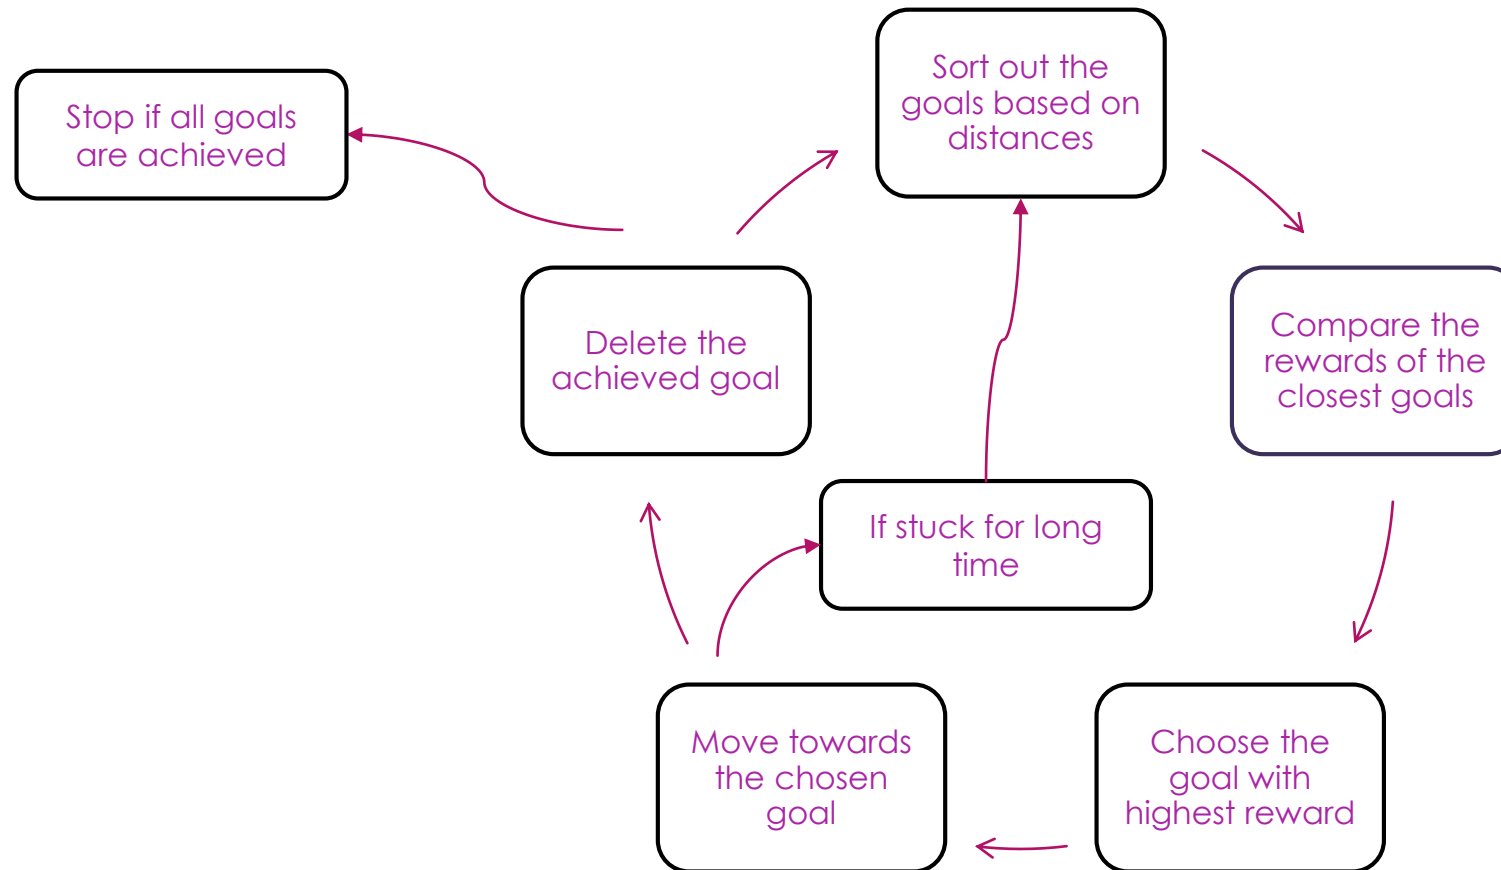 Stop if all goals
are achieved
Sort out the
goals based on
distances
Compare the
rewards of the
closest goals
Choose the
goal with
highest reward
Move towards
the chosen
goal
If stuck for long
time
Delete the
achieved goal